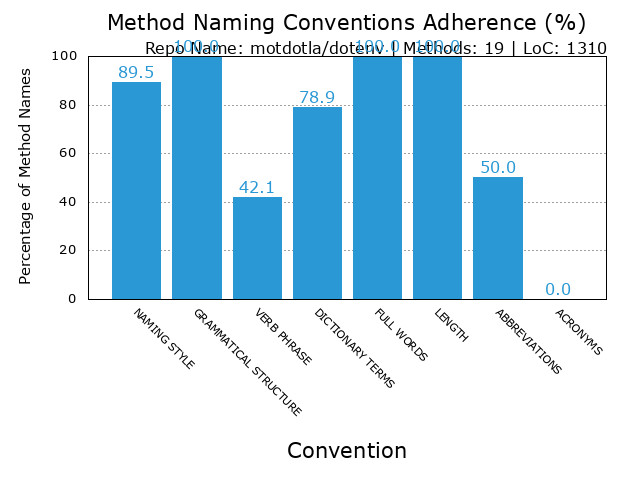 Method Naming Conventions Adherence (%)
Repo Name: motdotla/dotenv | Methods: 19 | LoC: 1310
Percentage of Method Names
100
80
60
40
20
0
89.5
100.0
42.1
78.9
100.0
100.0
50.0
0.0
NAMING STYLE
GRAMMATICAL STRUCTURE
VERB PHRASE
DICTIONARY TERMS
FULL WORDS
LENGTH
ABBREVIATIONS
ACRONYMS
Convention